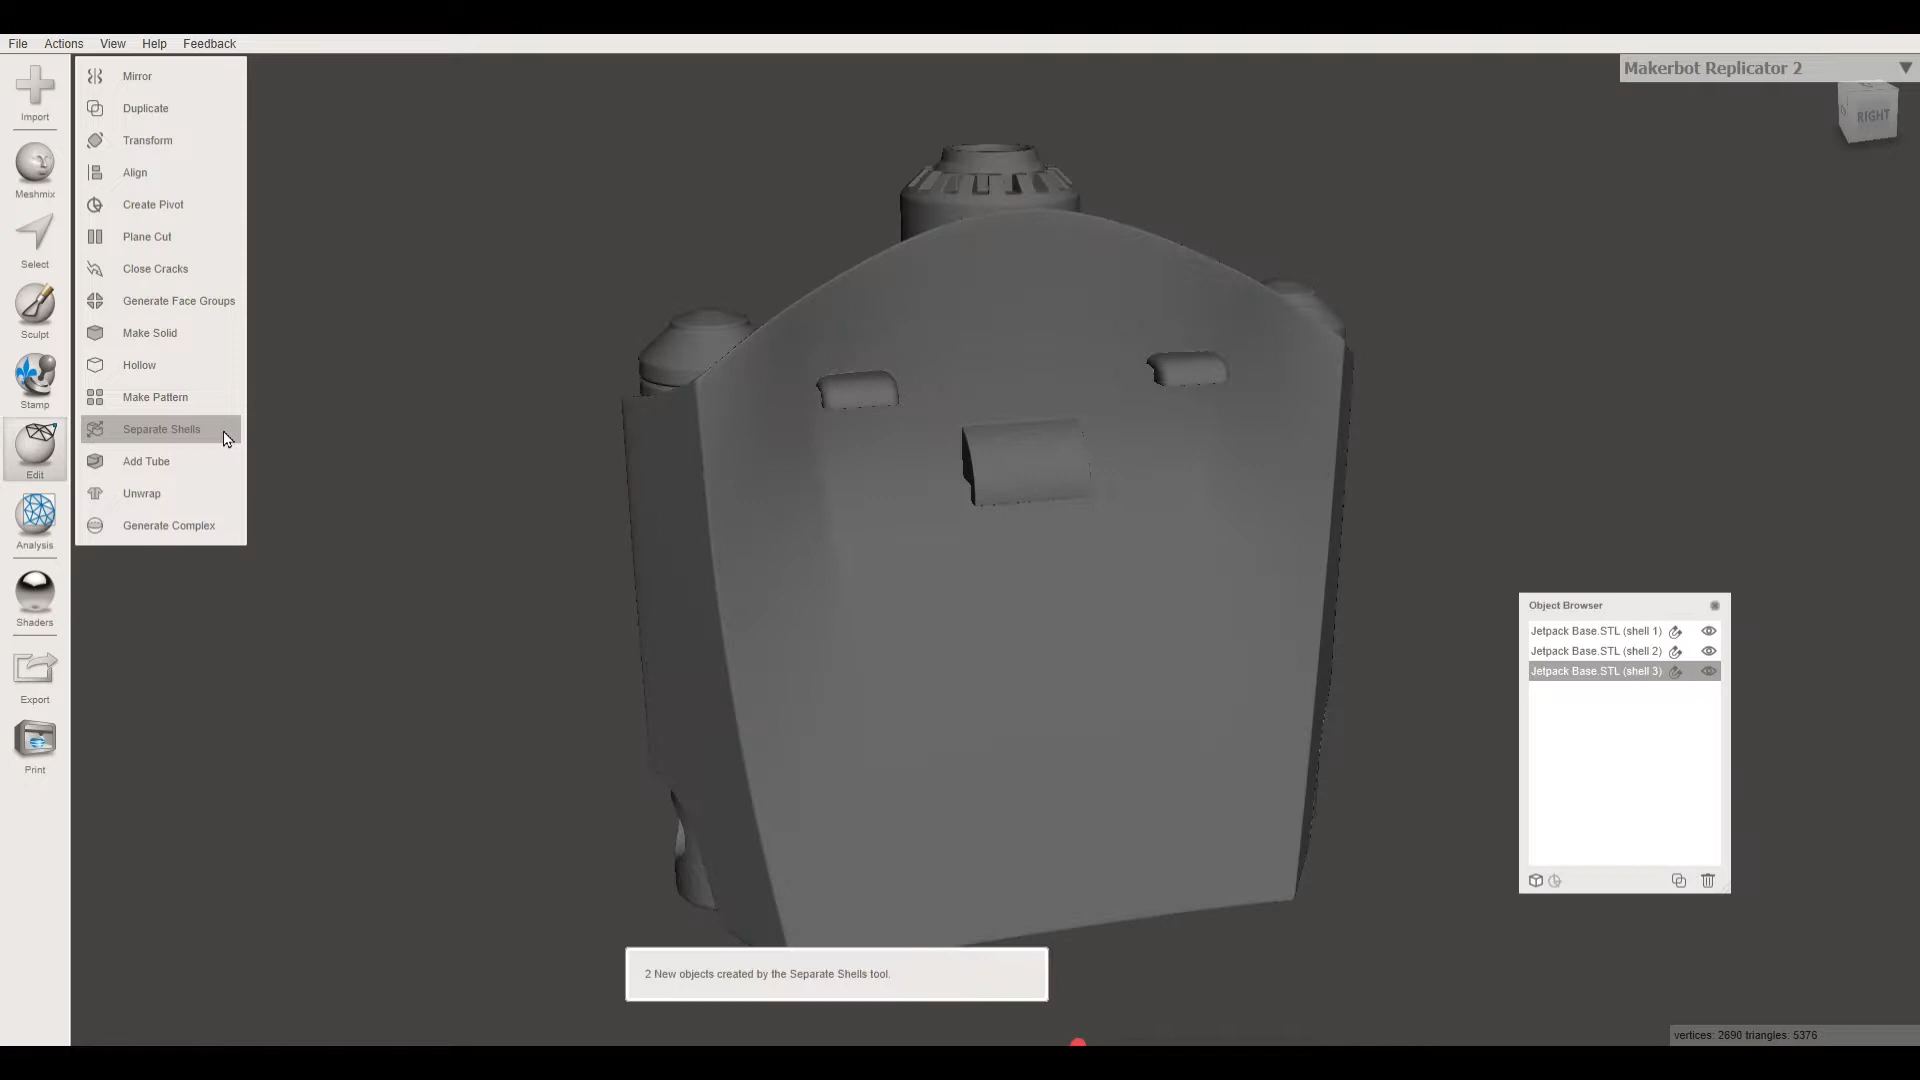 File Actions View Help Feedback
Makerbot Replicator 2
RIGHT
Import
Meshmix
Select
Sculpt
Stamp
Edit
Analysis
Shaders
Export
Print
Mirror
Duplicate
Transform
Align
Create Pivot
Plane Cut
Close Cracks
Generate Face Groups
Make Solid
Hollow
Make Pattern
Separate Shells
Add Tube
Unwrap
Generate Complex
Object Browser
Jetpack Base.STL (shell 1)
Jetpack Base.STL (shell 2)
Jetpack Base.STL (shell 3)
2 New objects created by the Separate Shells tool.
vertices: 2690 triangles: 5376